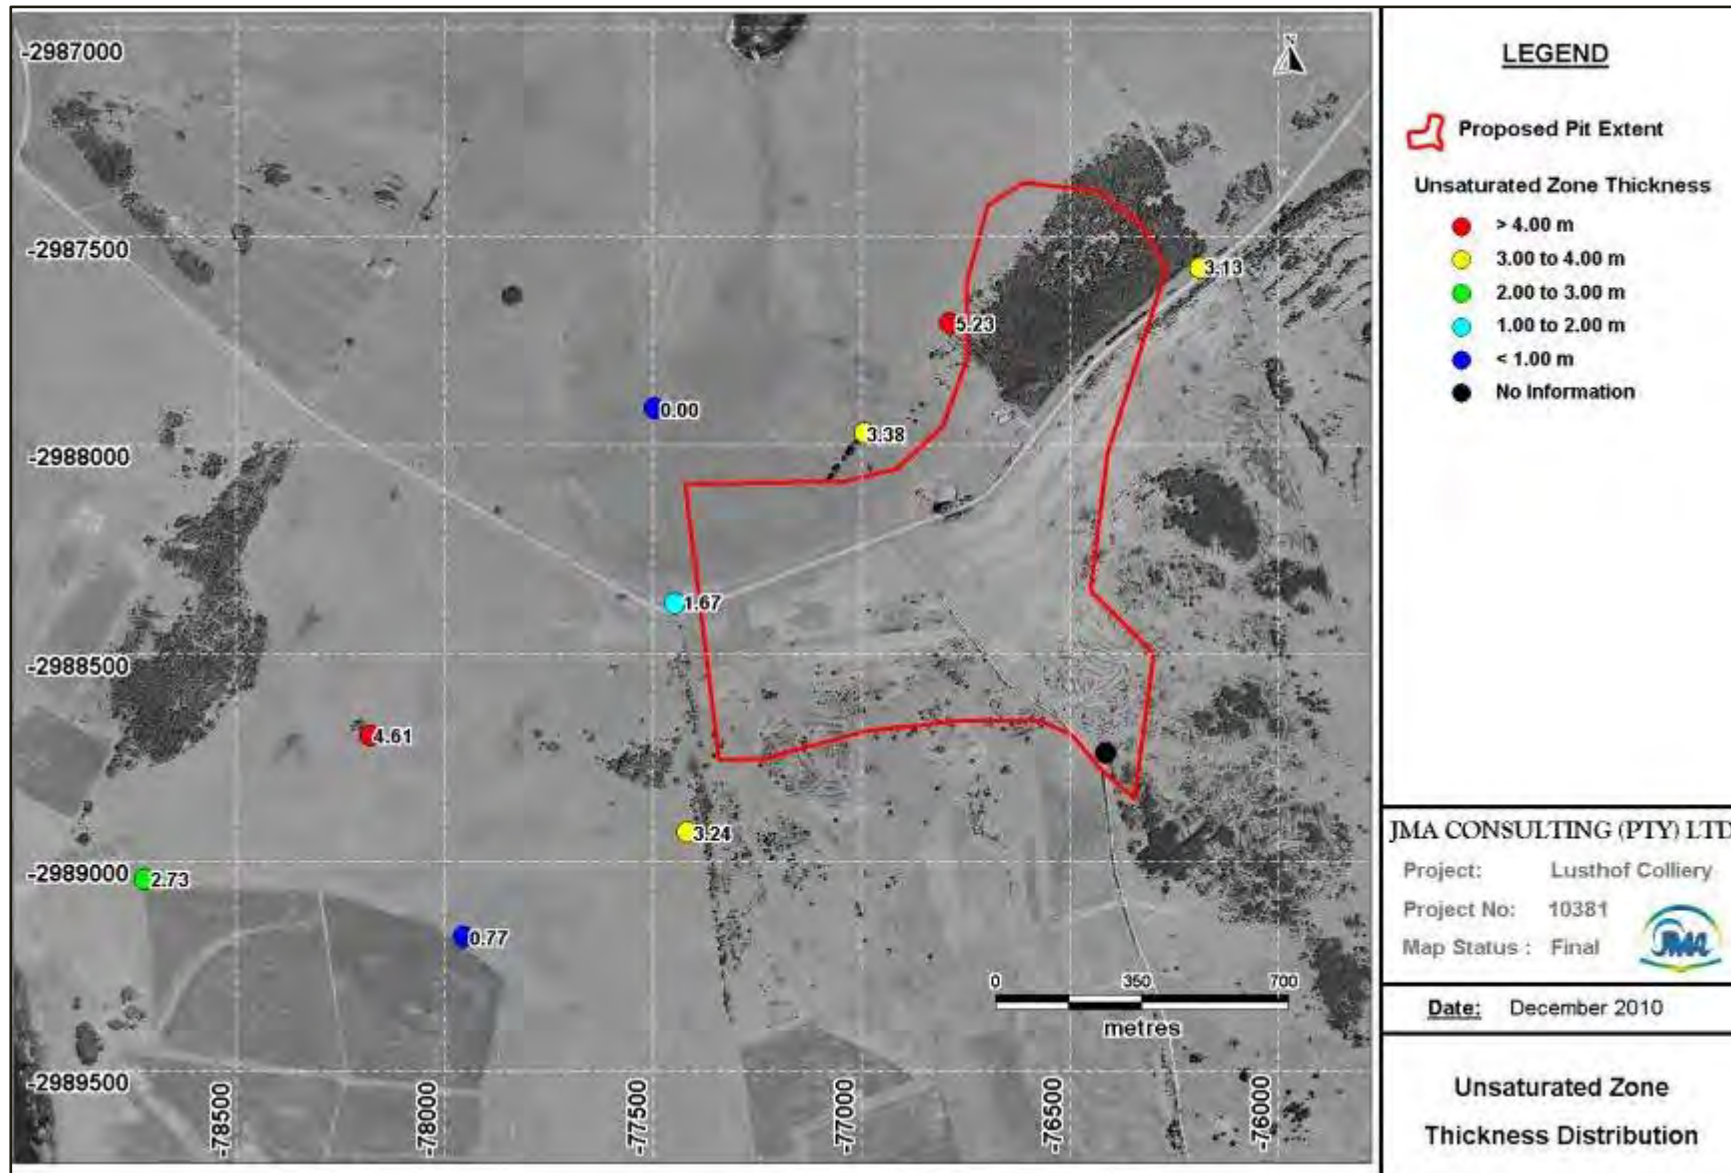 -2987000
-2987500
-2988000
-2988500
-2989000
-2989500
-78500
-78000
-77500
-77000
-76500
-76000
N
3.13
5.23
0.00
3.38
1.67
4.61
3.24
2.73
0.77
0 350 700
metres
LEGEND
Proposed Pit Extent
Unsaturated Zone Thickness
> 4.00 m
3.00 to 4.00 m
2.00 to 3.00 m
1.00 to 2.00 m
< 1.00 m
No Information
JMA CONSULTING (PTY) LTD
Project: Lusthof Colliery
Project No: 10381
Map Status : Final
JMA
Date: December 2010
Unsaturated Zone
Thickness Distribution